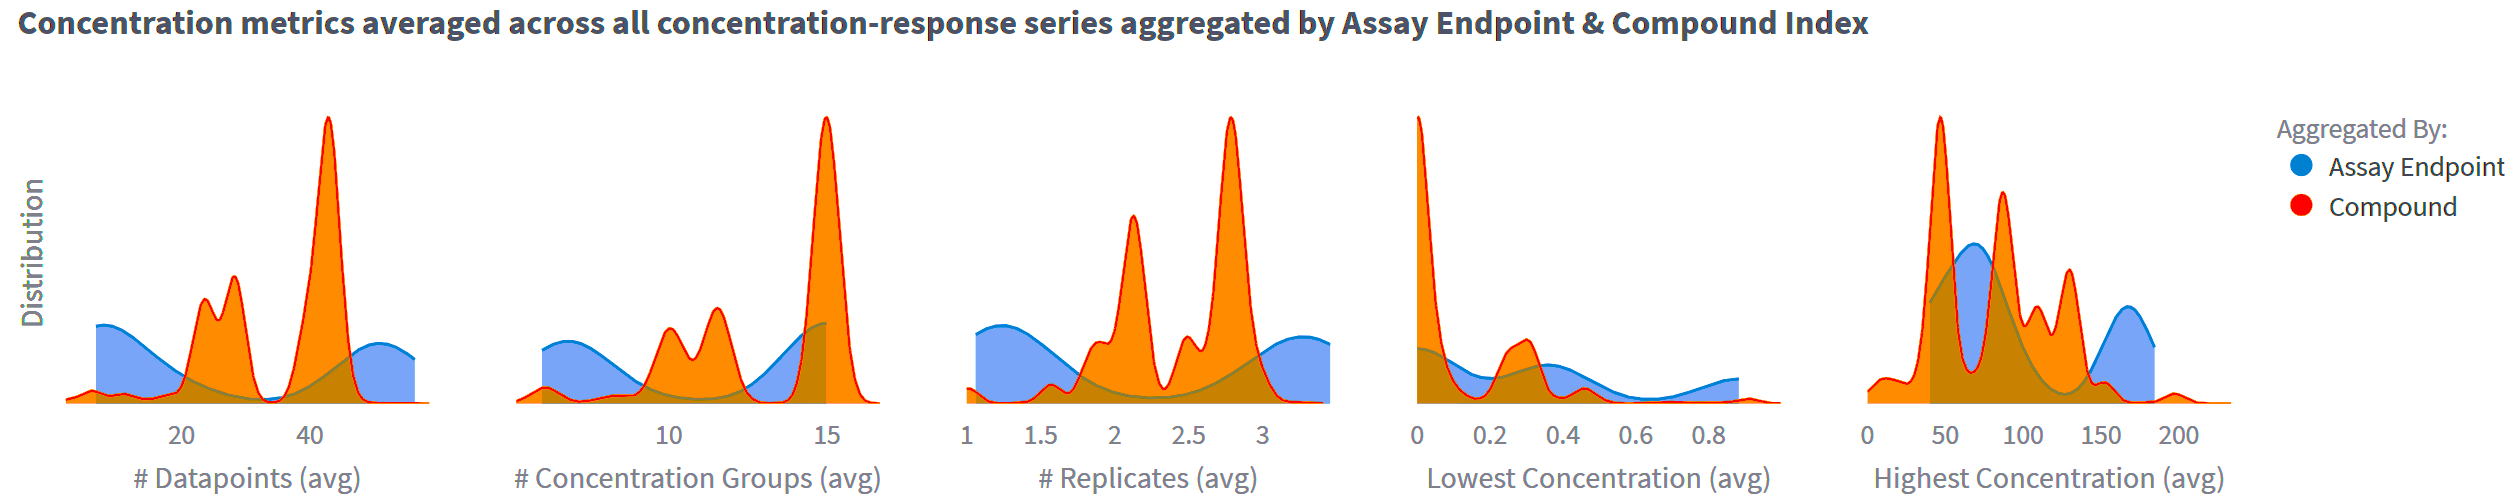 Concentration metrics averaged across all concentration-response series aggregated by Assay Endpoint & Compound Index
Distribution
20 40
# Datapoints (avg)
10 15
# Concentration Groups (avg)
1 1.5 2 2.5 3
# Replicates (avg)
0 0.2 0.4 0.6 0.8
Lowest Concentration (avg)
0 50 100 150 200
Highest Concentration (avg)
Aggregated By:
Assay Endpoint
Compound